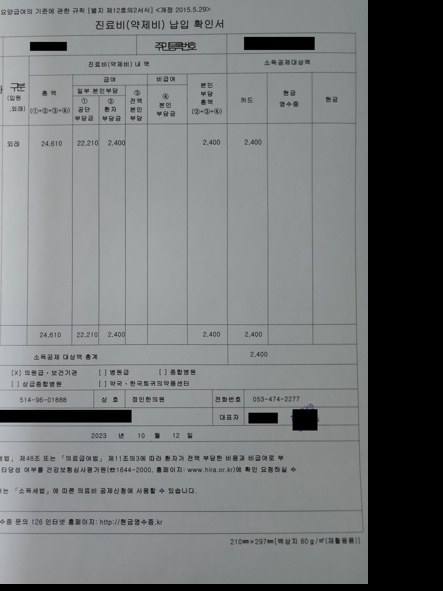 요양급여의 기준에 관한 규칙 [별지 제12호의2서식] <개정 2015.5.29>
진료비(약제비) 납입 확인서
주민등록번호
진료비(약제비) 내 역 소득공제대상액
구분 (입원 .외래)
총 액 (①+②+③+④)
급여 비급여
일부 본인부담
① 공단 부담금
② 환자 부담금
③ 전액 본인 부담
④ 본인 부담금
본인 부담 총액 (②+③+④)
카드
현금 영수증
현금
외래 24,610 22,210 2,400 2,400 2,400
24,610 22,210 2,400 2,400 2,400
소득공제 대상액 총계 2,400
[X] 의원급·보건기관 [ ] 병원급 [ ] 종합병원
[ ] 상급종합병원 [ ] 약국·한국희귀의약품센터
514-96-01888 상 호 정인한의원 전화번호 053-474-2277
대표자
2023 년 10 월 12 일
법」 제48조 또는 「의료급여법」 제11조의3에 따라 환자가 전액 부담한 비용과 비급여로 부
타당성 여부를 건강보험심사평가원(☎1644-2000, 홈페이지: www.hira.or.kr)에 확인 요청하실 수
는 「소득세법」에 따른 의료비 공제신청에 사용할 수 있습니다.
수증 문의 126 인터넷 홈페이지: http://현금영수증.kr
210㎜×297㎜[백상지 80g/㎡(재활용품)]